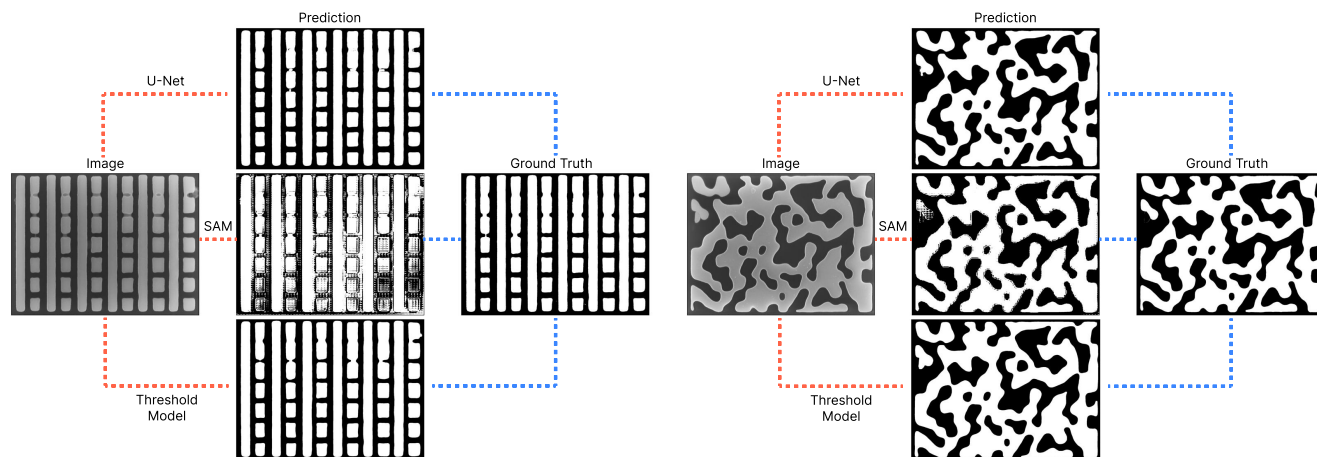 Prediction
U-Net
Image
Ground Truth
SAM
Threshold
Model
Prediction
U-Net
Image
Ground Truth
SAM
Threshold
Model